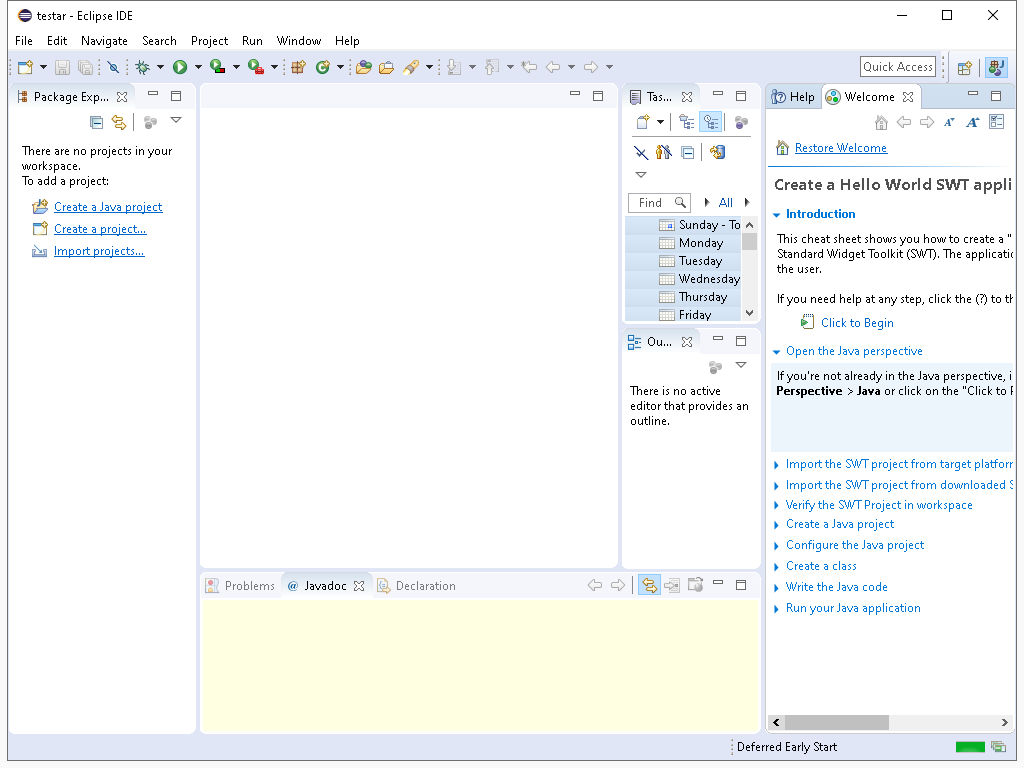 testar - Eclipse IDE
File Edit Navigate Search Project Run Window Help
Quick Access
Package Exp...
There are no projects in your
workspace.
To add a project:
Create a Java project
Create a project...
Import projects...
Tas...
Find
All
Sunday - To
Monday
Tuesday
Wednesday
Thursday
Friday
Ou...
There is no active
editor that provides an
outline.
Help Welcome
Restore Welcome
Create a Hello World SWT appli
Introduction
This cheat sheet shows you how to create a "
Standard Widget Toolkit (SWT). The applicatio
the user.
If you need help at any step, click the (?) to th
Click to Begin
Open the Java perspective
If you're not already in the Java perspective, i
Perspective > Java or click on the "Click to P
Import the SWT project from target platform
Import the SWT project from downloaded S
Verify the SWT Project in workspace
Create a Java project
Configure the Java project
Create a class
Write the Java code
Run your Java application
Problems @ Javadoc Declaration
Deferred Early Start